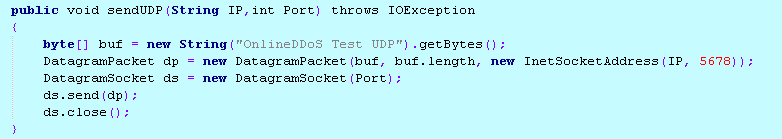 public void sendUDP(String IP,int Port) throws IOException
{
byte[] buf = new String("OnlineDDoS Test UDP").getBytes();
DatagramPacket dp = new DatagramPacket(buf, buf.length, new InetSocketAddress(IP, 5678));
DatagramSocket ds = new DatagramSocket(Port);
ds.send(dp);
ds.close();
}